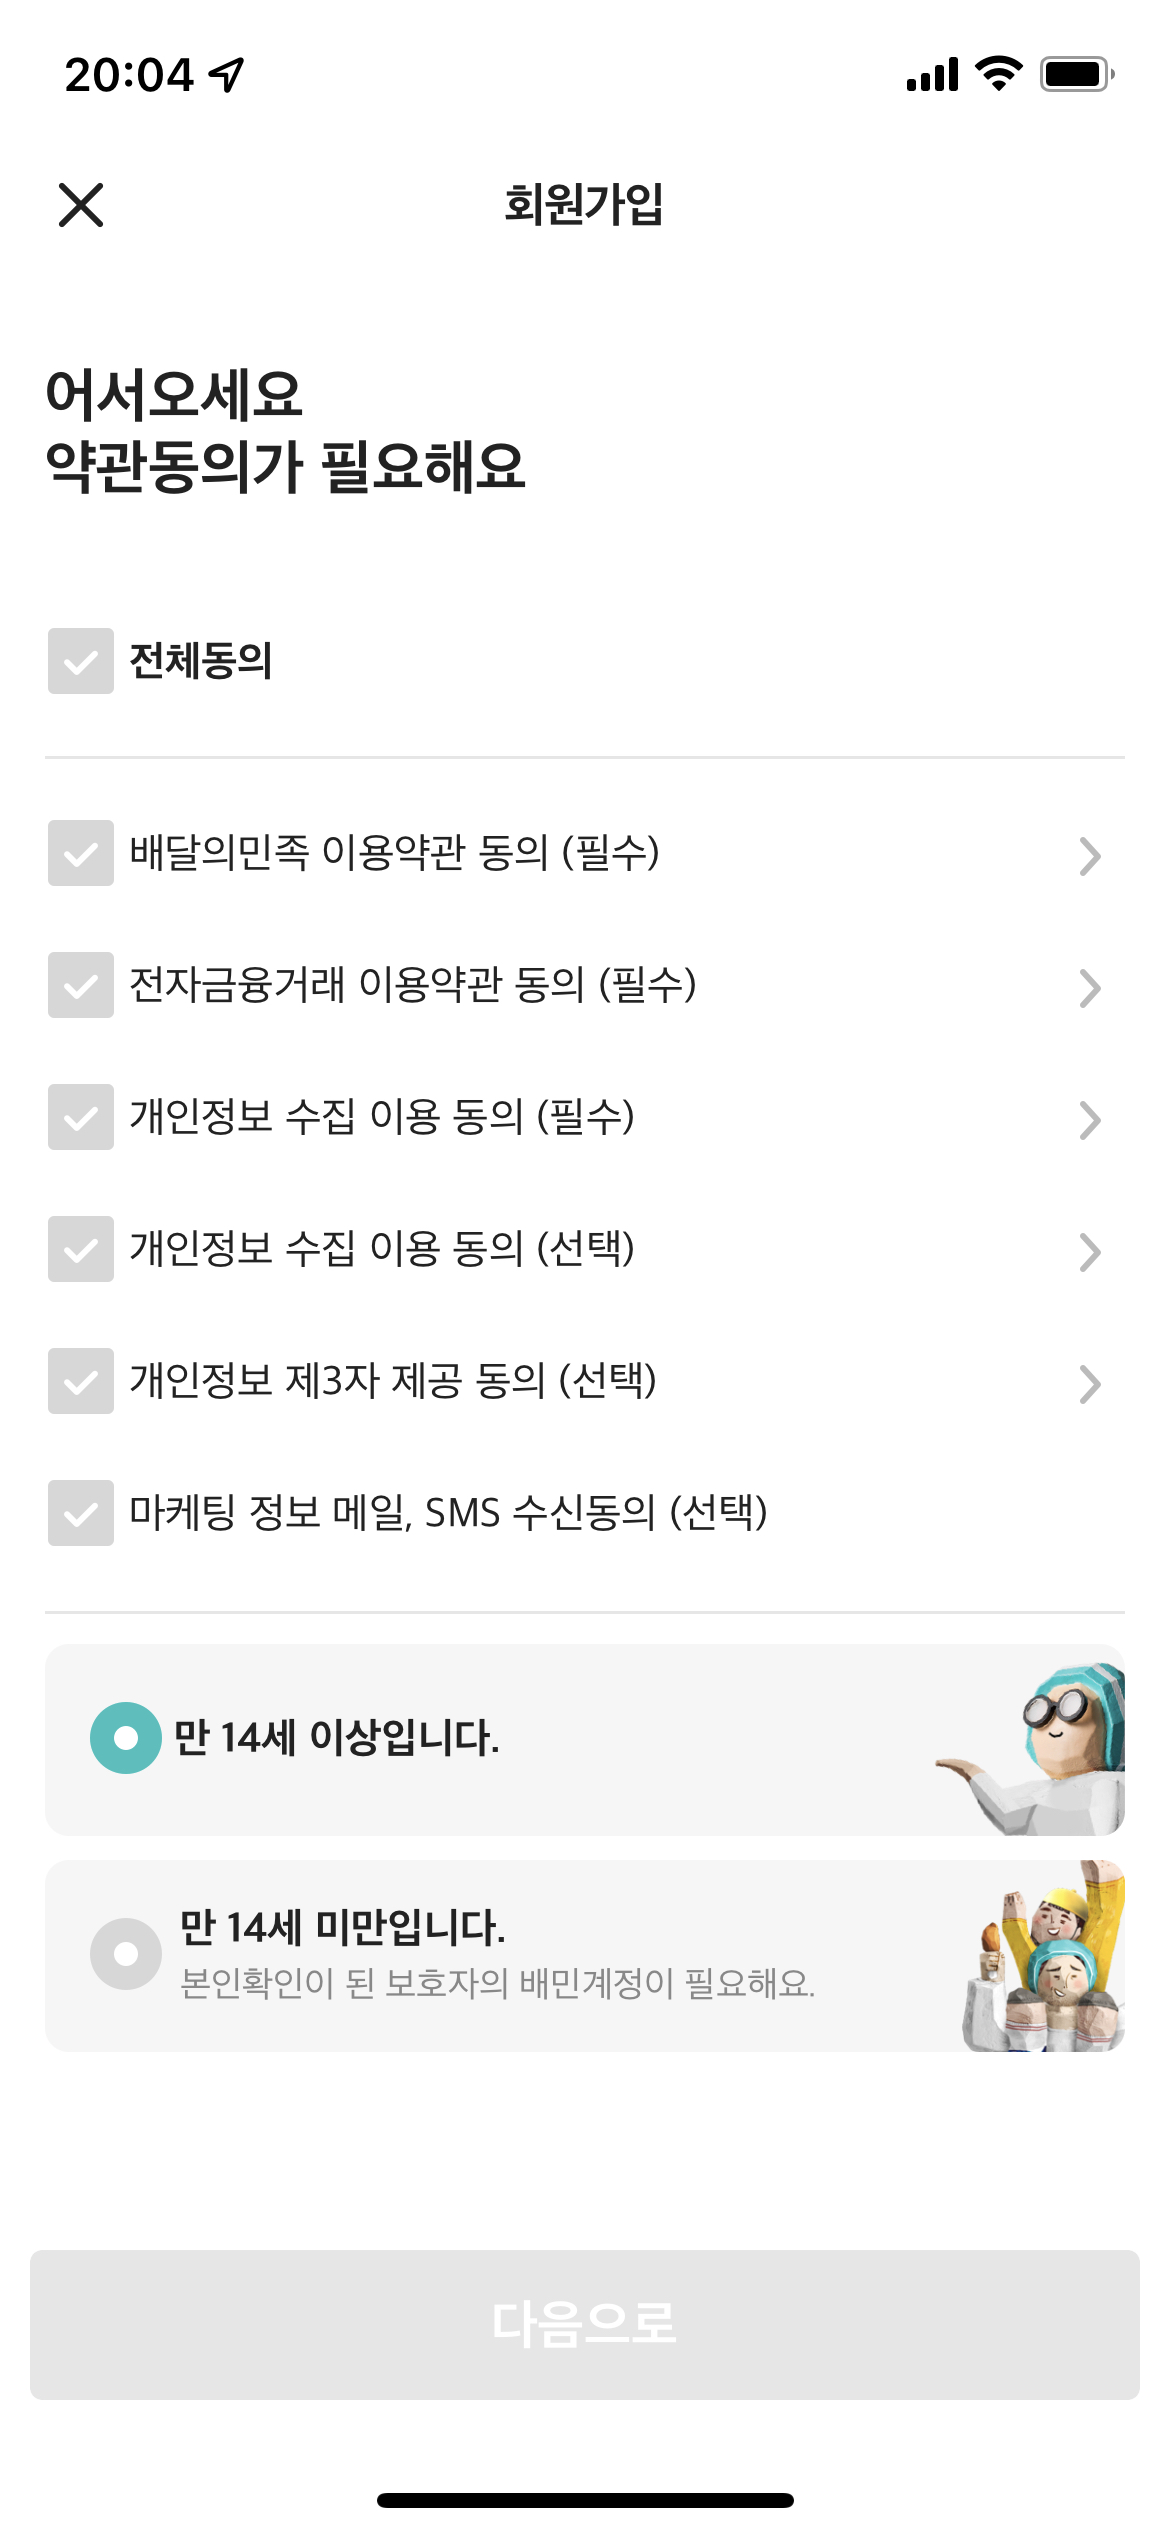 20:04
회원가입
어서오세요
약관동의가 필요해요
전체동의
배달의민족 이용약관 동의 (필수)
전자금융거래 이용약관 동의 (필수)
개인정보 수집 이용 동의 (필수)
개인정보 수집 이용 동의 (선택)
개인정보 제3자 제공 동의 (선택)
마케팅 정보 메일, SMS 수신동의 (선택)
만 14세 이상입니다.
만 14세 미만입니다.
본인확인이 된 보호자의 배민계정이 필요해요.
다음으로